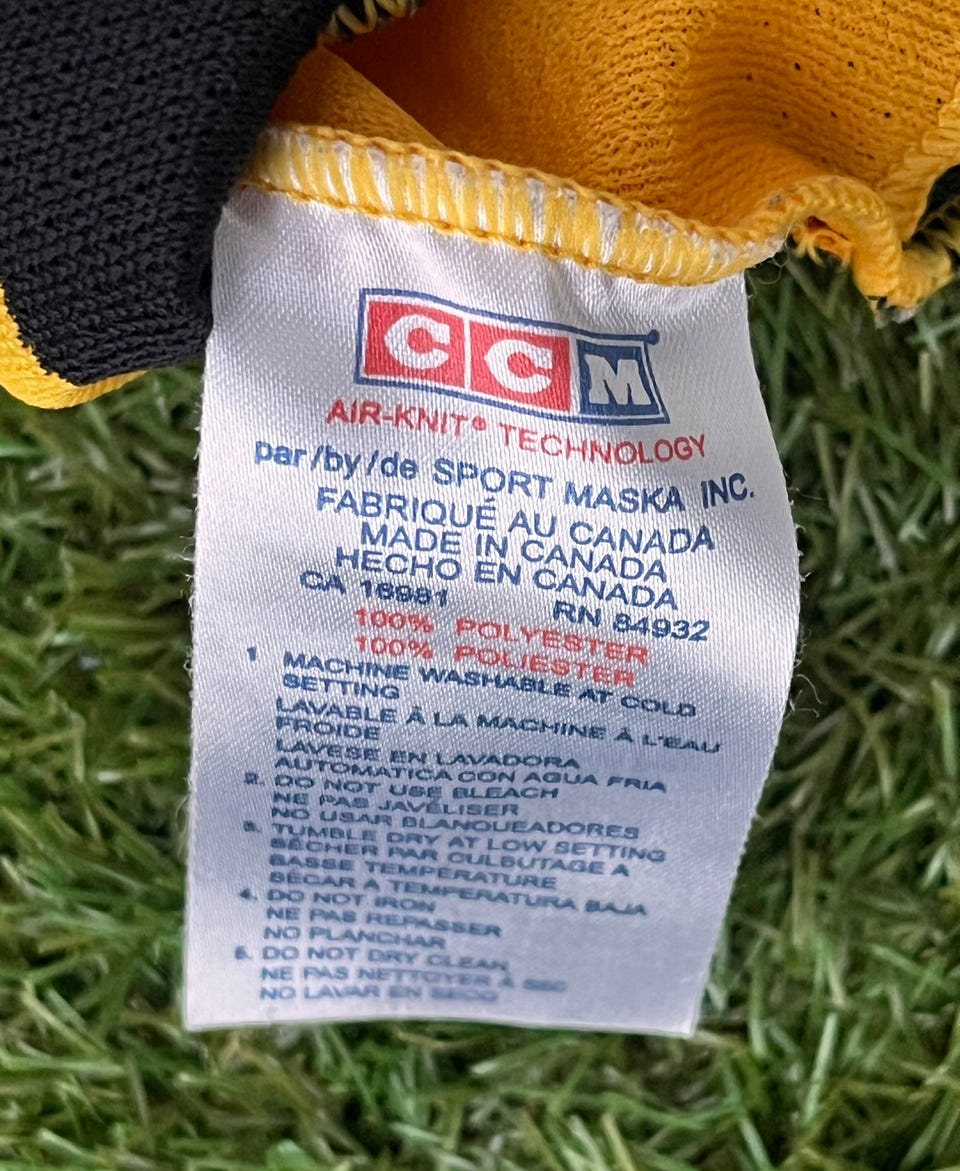 CCM
AIR-KNIT® TECHNOLOGY
par/by/de SPORT MASKA INC.
FABRIQUÉ AU CANADA
MADE IN CANADA
HECHO EN CANADA
CA 16981 RN 84932
100% POLYESTER
100% POLIESTER
1 MACHINE WASHABLE AT COLD
SETTING
LAVABLE À LA MACHINE À L'EAU
FROIDE
LAVESE EN LAVADORA
AUTOMATICA CON AGUA FRIA
2. DO NOT USE BLEACH
NE PAS JAVÉLISER
NO USAR BLANQUEADORES
3. TUMBLE DRY AT LOW SETTING
SÈCHER PAR CULBUTAGE A
BASSE TEMPÉRATURE
SECAR A TEMPERATURA BAJA
4. DO NOT IRON
NE PAS REPASSER
NO PLANCHAR
5. DO NOT DRY CLEAN
NE PAS NETTOYER À SEC
NO LAVAR EN SECO